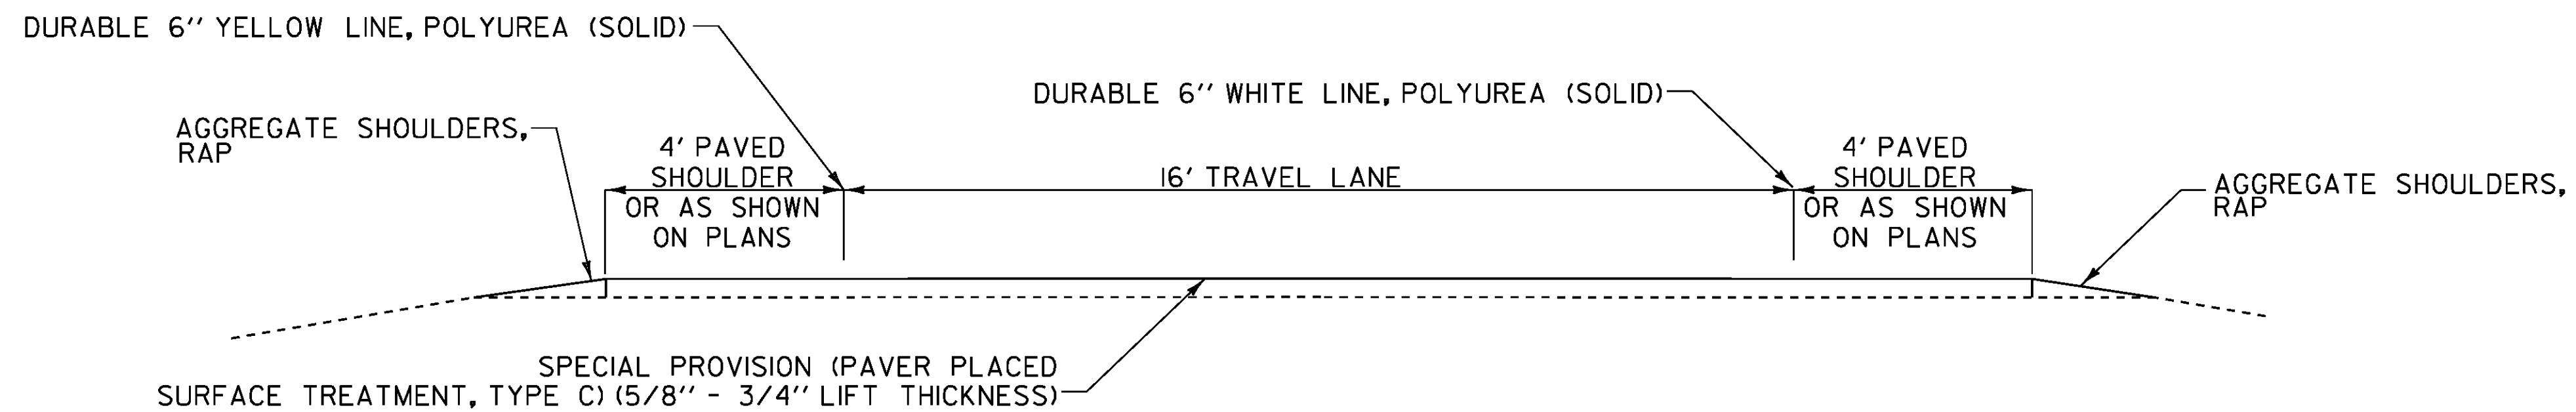 DURABLE 6" YELLOW LINE, POLYUREA (SOLID)
DURABLE 6" WHITE LINE, POLYUREA (SOLID)
AGGREGATE SHOULDERS,
RAP
4' PAVED
SHOULDER
OR AS SHOWN
ON PLANS
16' TRAVEL LANE
4' PAVED
SHOULDER
OR AS SHOWN
ON PLANS
AGGREGATE SHOULDERS,
RAP
SPECIAL PROVISION (PAVER PLACED
SURFACE TREATMENT, TYPE C) (5/8" - 3/4" LIFT THICKNESS)